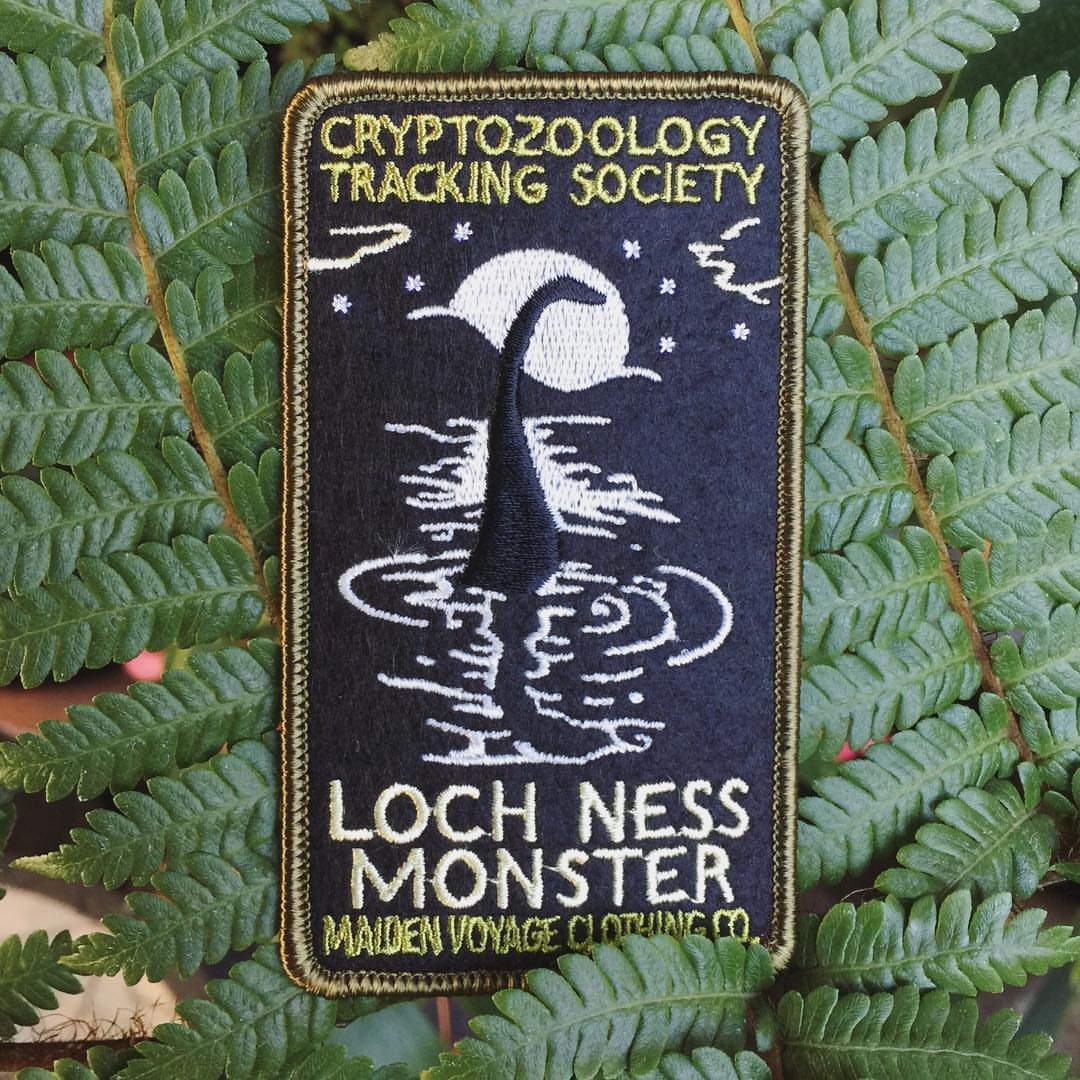 CRYPTOZOOLOGY
TRACKING SOCIETY
LOCH NESS
MONSTER
MAIDEN VOYAGE CLOTHING CO.